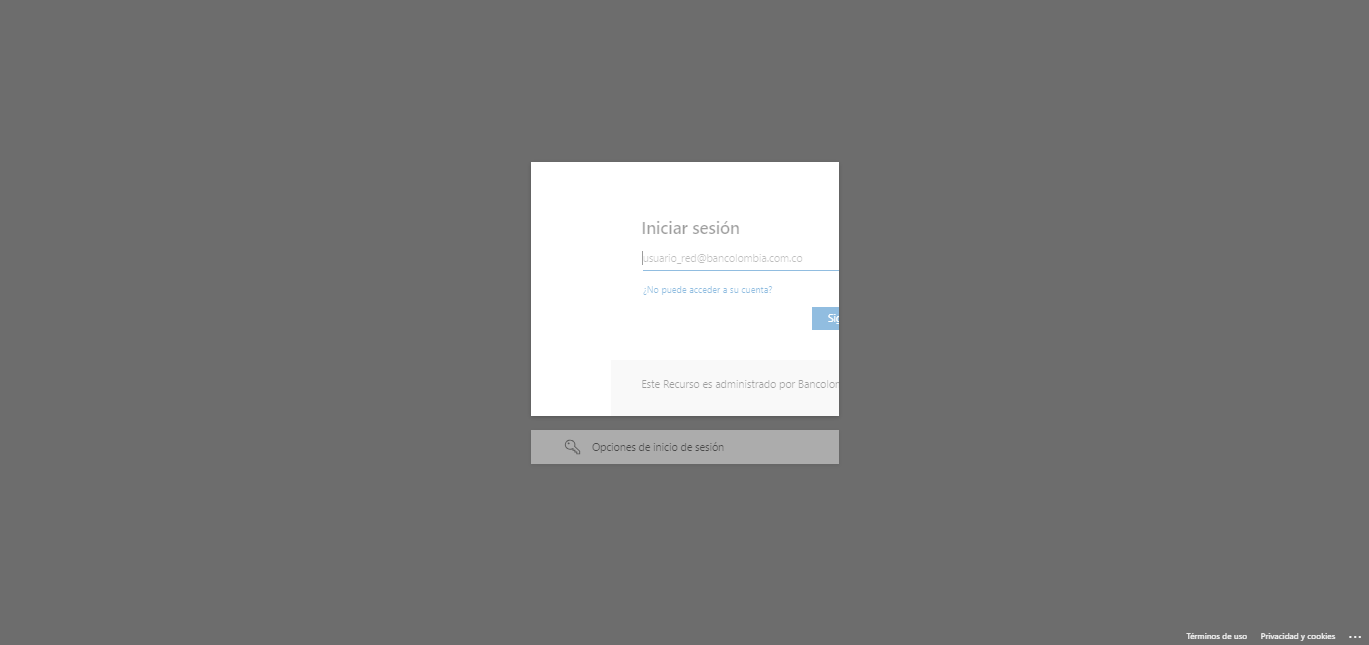 Iniciar sesión
usuario_red@bancolombia.com.co
¿No puede acceder a su cuenta?
Sig
Este Recurso es administrado por Bancolom
Opciones de inicio de sesión
Términos de uso Privacidad y cookies ...